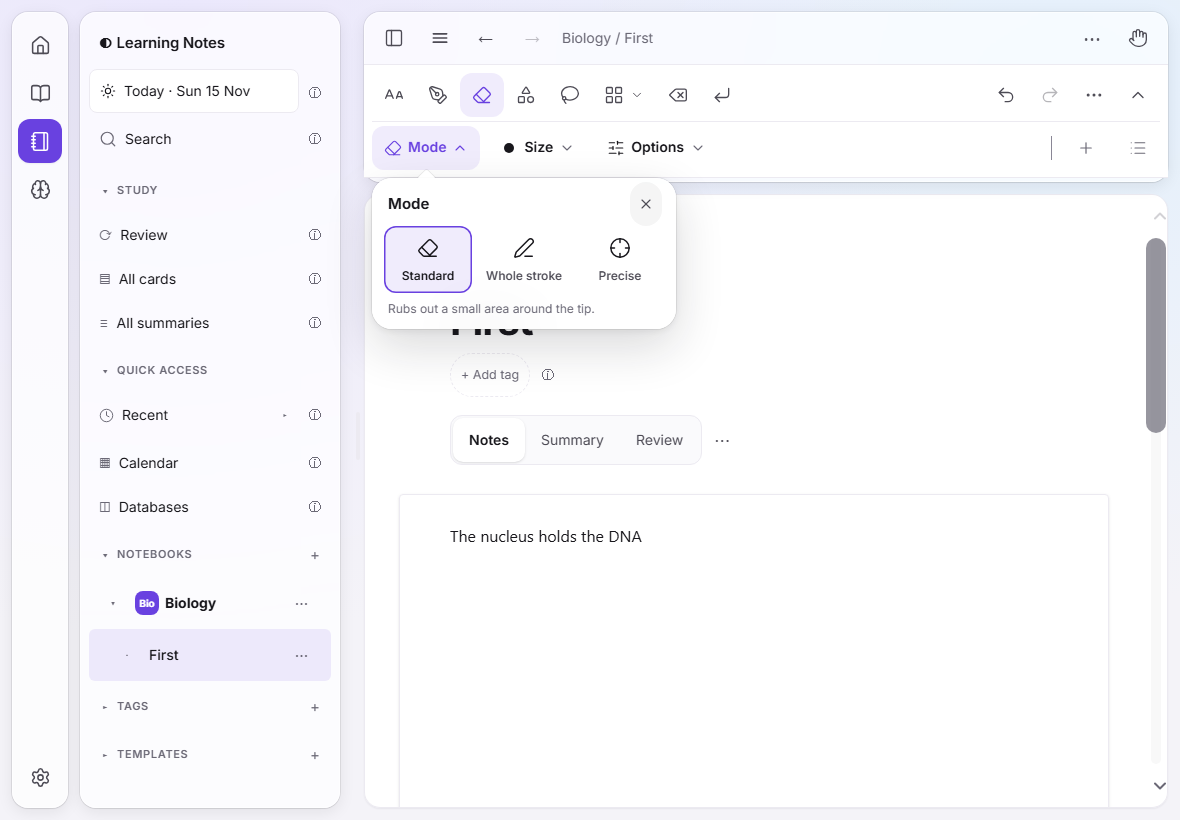 Learning Notes
Today · Sun 15 Nov
Search
STUDY
Review
All cards
All summaries
QUICK ACCESS
Recent
Calendar
Databases
NOTEBOOKS
Bio Biology
First
TAGS
TEMPLATES
Biology / First
AA
Mode
Size
Options
Mode
Standard
Whole stroke
Precise
Rubs out a small area around the tip.
First
+ Add tag
Notes
Summary
Review
The nucleus holds the DNA